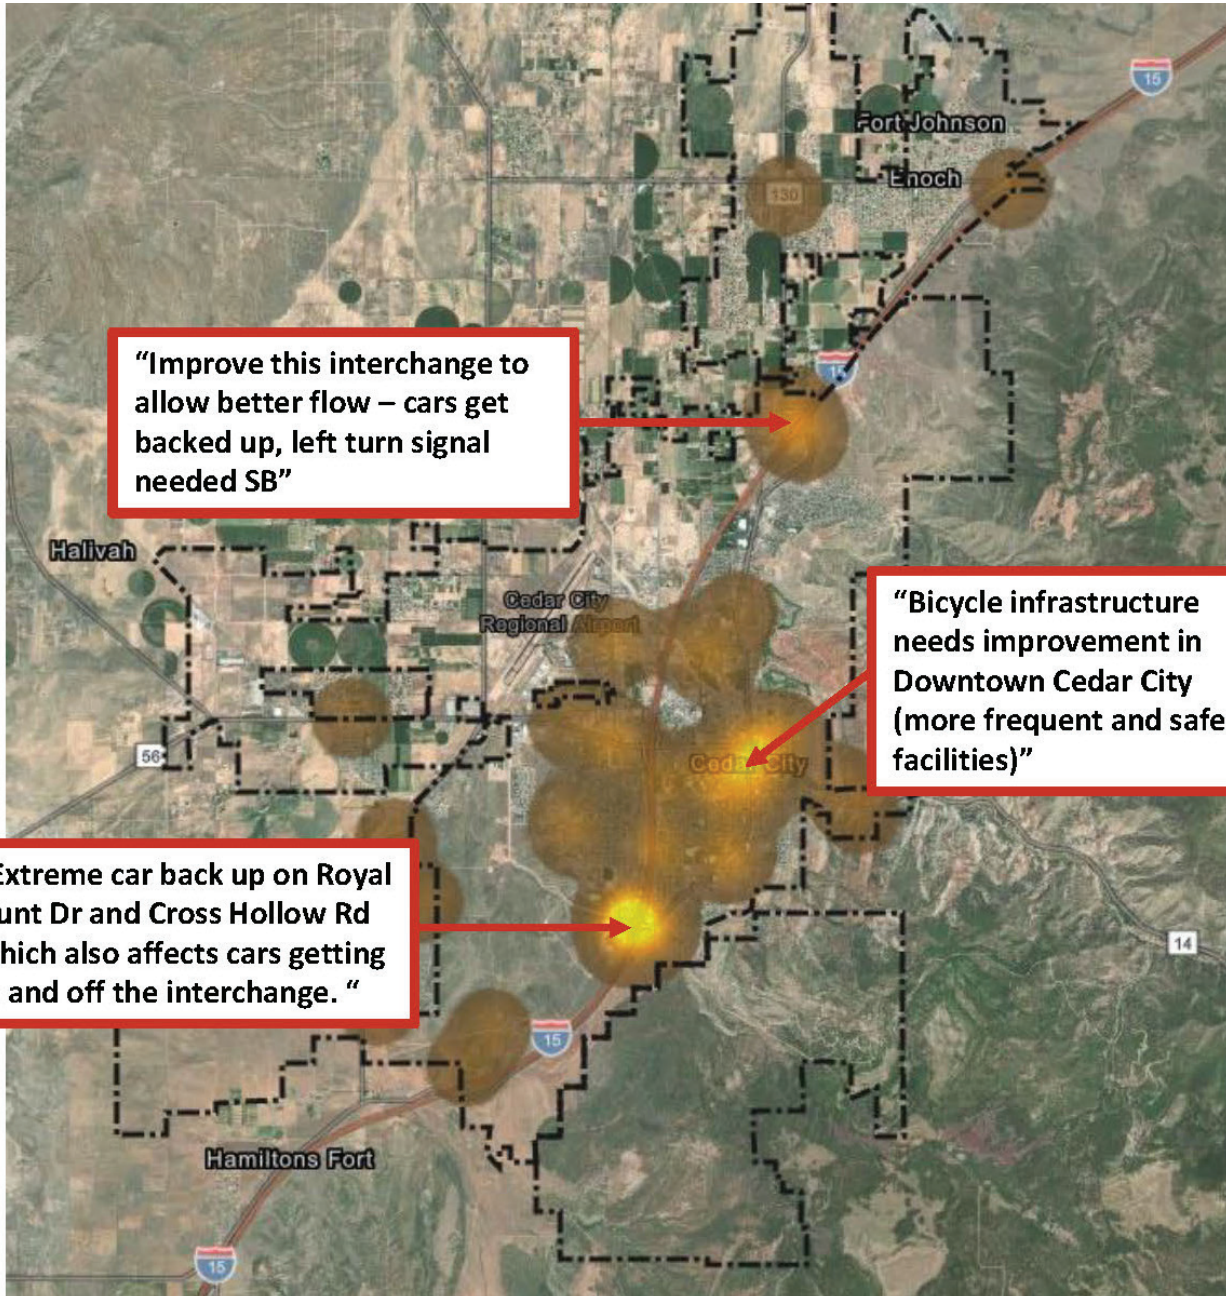 15
Fort Johnson
Enoch
130
"Improve this interchange to
allow better flow – cars get
backed up, left turn signal
needed SB"
15
Halivah
Cedar City
Regional Airport
"Bicycle infrastructure
needs improvement in
Downtown Cedar City
(more frequent and safe
facilities)"
56
Cedar City
Extreme car back up on Royal
unt Dr and Cross Hollow Rd
hich also affects cars getting
and off the interchange. "
14
15
Hamiltons Fort
15